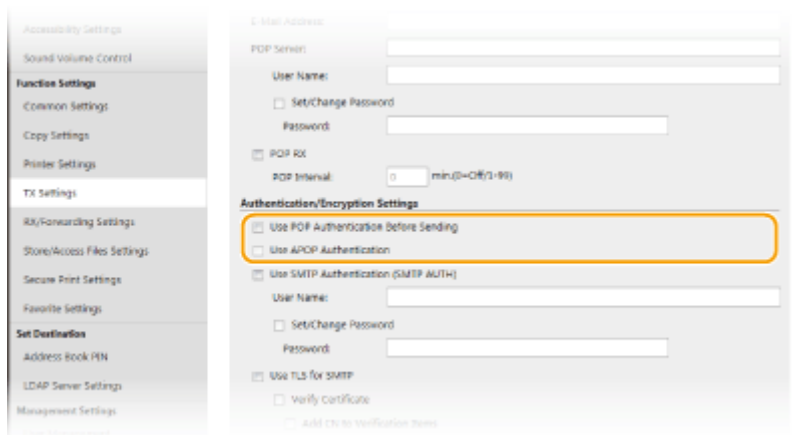 Accessibility Settings
Sound Volume Control
Function Settings
Common Settings
Copy Settings
Printer Settings
TX Settings
RX/Forwarding Settings
Store/Access Files Settings
Secure Print Settings
Favorite Settings
Set Destination
Address Book PIN
LDAP Server Settings
Management Settings
E-Mail Address:
POP Server:
User Name:
Set/Change Password
Password:
POP RX
POP Interval:
0 min.(0=Off/1-99)
Authentication/Encryption Settings
Use POP Authentication Before Sending
Use APOP Authentication
Use SMTP Authentication (SMTP AUTH)
User Name:
Set/Change Password
Password:
Use TLS for SMTP
Verify Certificate
Add CN to Verification Items